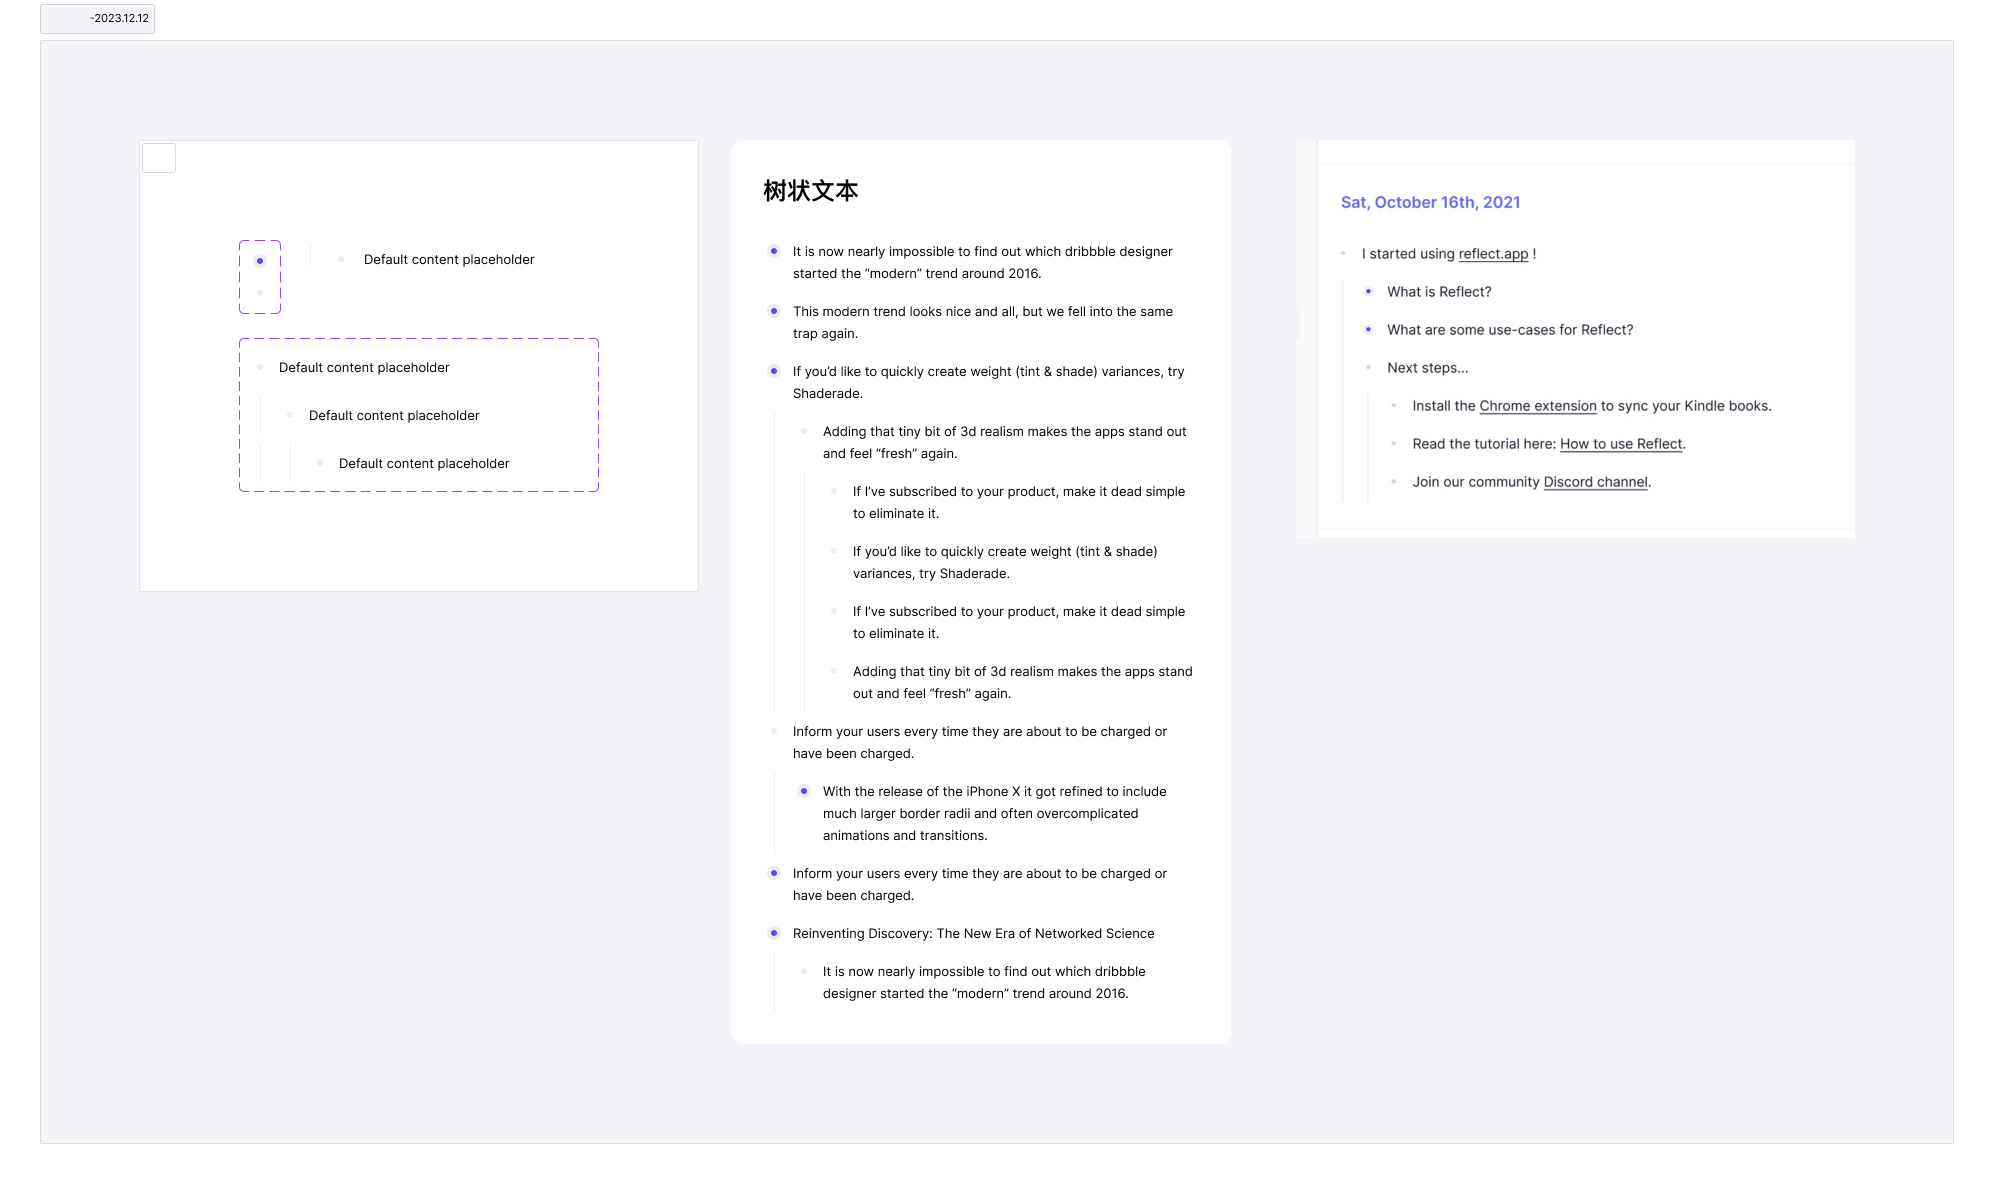 -2023.12.12
Default content placeholder
Default content placeholder
Default content placeholder
Default content placeholder
树状文本
It is now nearly impossible to find out which dribbble designer
started the “modern” trend around 2016.
This modern trend looks nice and all, but we fell into the same
trap again.
If you’d like to quickly create weight (tint & shade) variances, try
Shaderade.
Adding that tiny bit of 3d realism makes the apps stand out
and feel “fresh” again.
If I’ve subscribed to your product, make it dead simple
to eliminate it.
If you’d like to quickly create weight (tint & shade)
variances, try Shaderade.
If I’ve subscribed to your product, make it dead simple
to eliminate it.
Adding that tiny bit of 3d realism makes the apps stand
out and feel “fresh” again.
Inform your users every time they are about to be charged or
have been charged.
With the release of the iPhone X it got refined to include
much larger border radii and often overcomplicated
animations and transitions.
Inform your users every time they are about to be charged or
have been charged.
Reinventing Discovery: The New Era of Networked Science
It is now nearly impossible to find out which dribbble
designer started the “modern” trend around 2016.
Sat, October 16th, 2021
I started using reflect.app !
What is Reflect?
What are some use-cases for Reflect?
Next steps...
Install the Chrome extension to sync your Kindle books.
Read the tutorial here: How to use Reflect.
Join our community Discord channel.